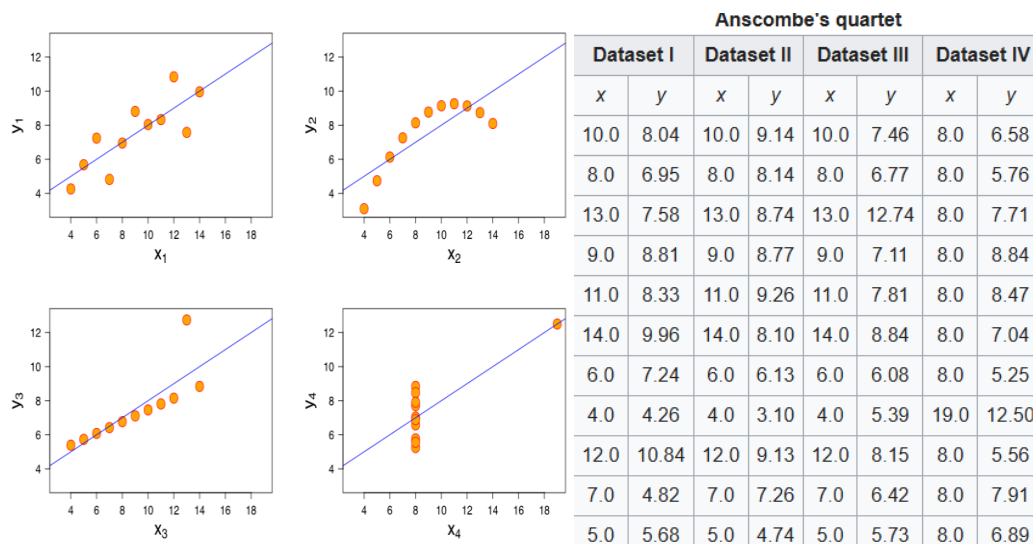 12
10
8
6
4
y1
4 6 8 10 12 14 16 18
x1
12
10
8
6
4
y2
4 6 8 10 12 14 16 18
x2
12
10
8
6
4
y3
4 6 8 10 12 14 16 18
x3
12
10
8
6
4
y4
4 6 8 10 12 14 16 18
x4
Anscombe's quartet
Dataset I Dataset II Dataset III Dataset IV
x y x y x y x y
10.0 8.04 10.0 9.14 10.0 7.46 8.0 6.58
8.0 6.95 8.0 8.14 8.0 6.77 8.0 5.76
13.0 7.58 13.0 8.74 13.0 12.74 8.0 7.71
9.0 8.81 9.0 8.77 9.0 7.11 8.0 8.84
11.0 8.33 11.0 9.26 11.0 7.81 8.0 8.47
14.0 9.96 14.0 8.10 14.0 8.84 8.0 7.04
6.0 7.24 6.0 6.13 6.0 6.08 8.0 5.25
4.0 4.26 4.0 3.10 4.0 5.39 19.0 12.50
12.0 10.84 12.0 9.13 12.0 8.15 8.0 5.56
7.0 4.82 7.0 7.26 7.0 6.42 8.0 7.91
5.0 5.68 5.0 4.74 5.0 5.73 8.0 6.89